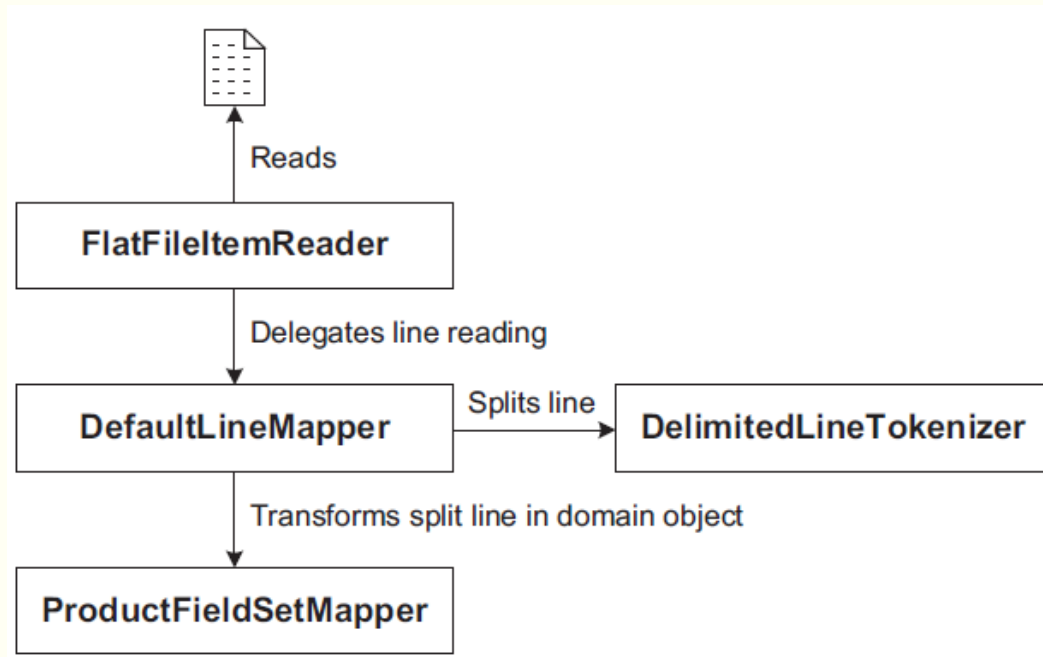 Reads
FlatFileItemReader
Delegates line reading
DefaultLineMapper
Splits line
DelimitedLineTokenizer
Transforms split line in domain object
ProductFieldSetMapper